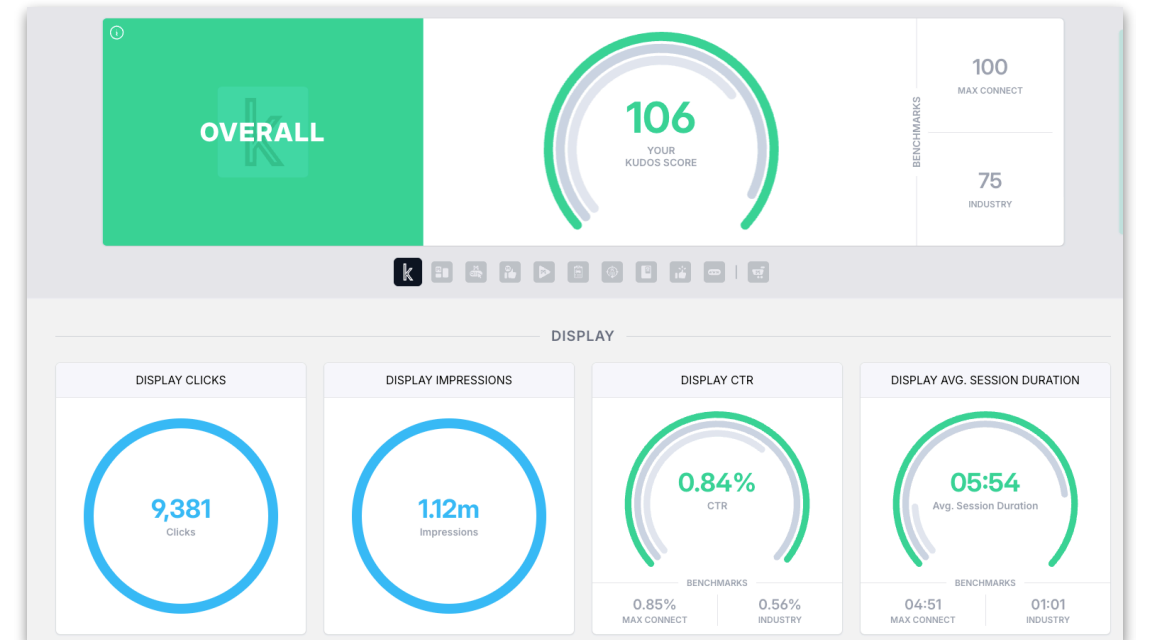 OVERALL
106
YOUR
KUDOS SCORE
BENCHMARKS
100
MAX CONNECT
75
INDUSTRY
k
DISPLAY
DISPLAY CLICKS
9,381
Clicks
DISPLAY IMPRESSIONS
1.12m
Impressions
DISPLAY CTR
0.84%
CTR
BENCHMARKS
0.85%
MAX CONNECT
0.56%
INDUSTRY
DISPLAY AVG. SESSION DURATION
05:54
Avg. Session Duration
BENCHMARKS
04:51
MAX CONNECT
01:01
INDUSTRY